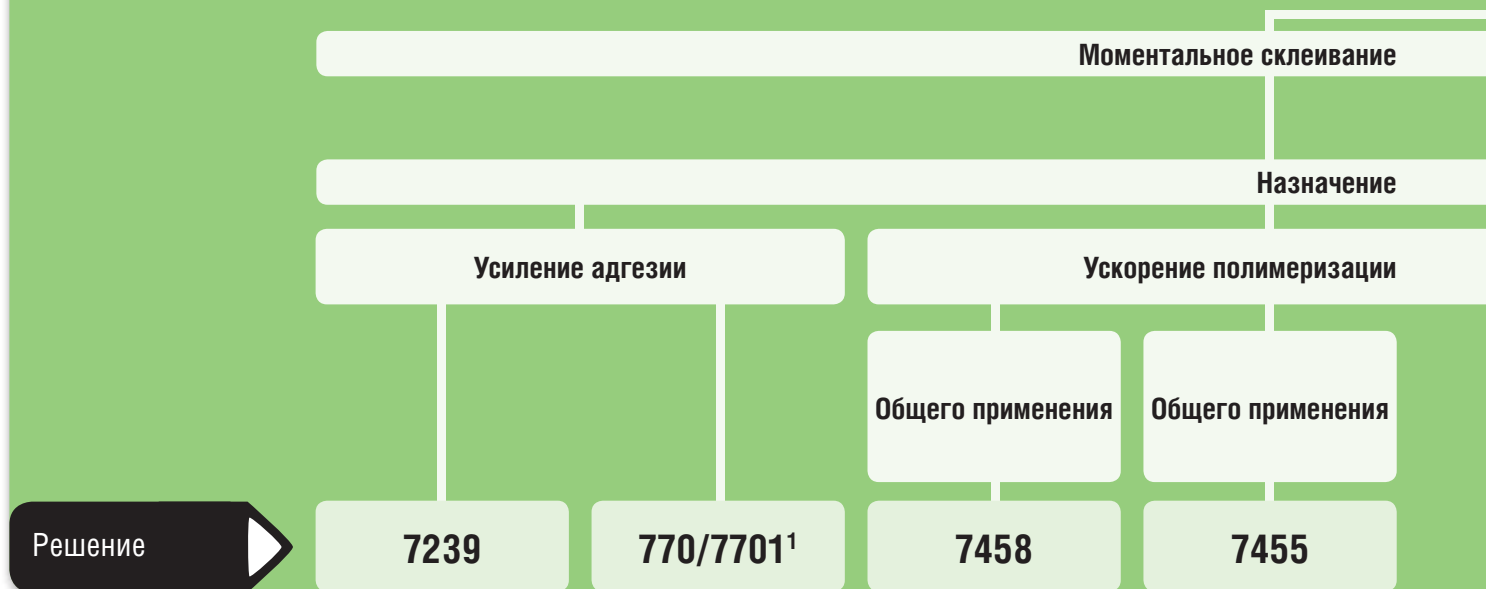 Моментальное склеивание
Назначение
Усиление адгезии
Ускорение полимеризации
Общего применения
Общего применения
Решение
7239
770/7701¹
7458
7455